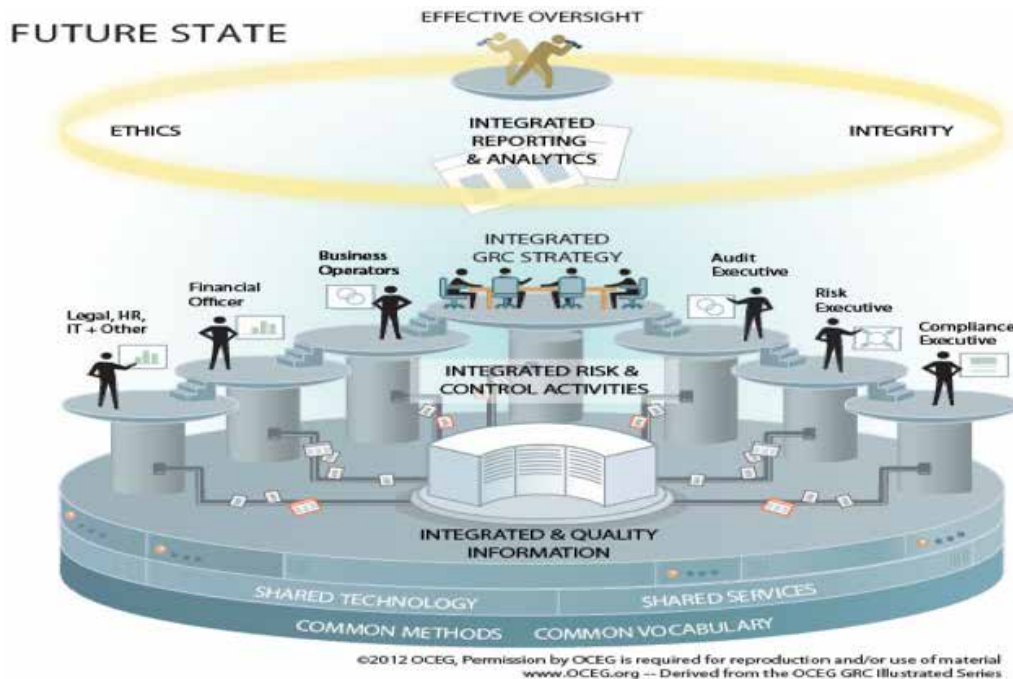 FUTURE STATE
EFFECTIVE OVERSIGHT
ETHICS
INTEGRATED
REPORTING
& ANALYTICS
INTEGRITY
INTEGRATED
GRC STRATEGY
Business
Operators
Audit
Executive
Financial
Officer
Risk
Executive
Legal, HR,
IT + Other
Compliance
Executive
INTEGRATED RISK &
CONTROL ACTIVITIES
INTEGRATED & QUALITY
INFORMATION
SHARED TECHNOLOGY
SHARED SERVICES
COMMON METHODS COMMON VOCABULARY
©2012 OCEG, Permission by OCEG is required for reproduction and/or use of material
www.OCEG.org -- Derived from the OCEG GRC Illustrated Series